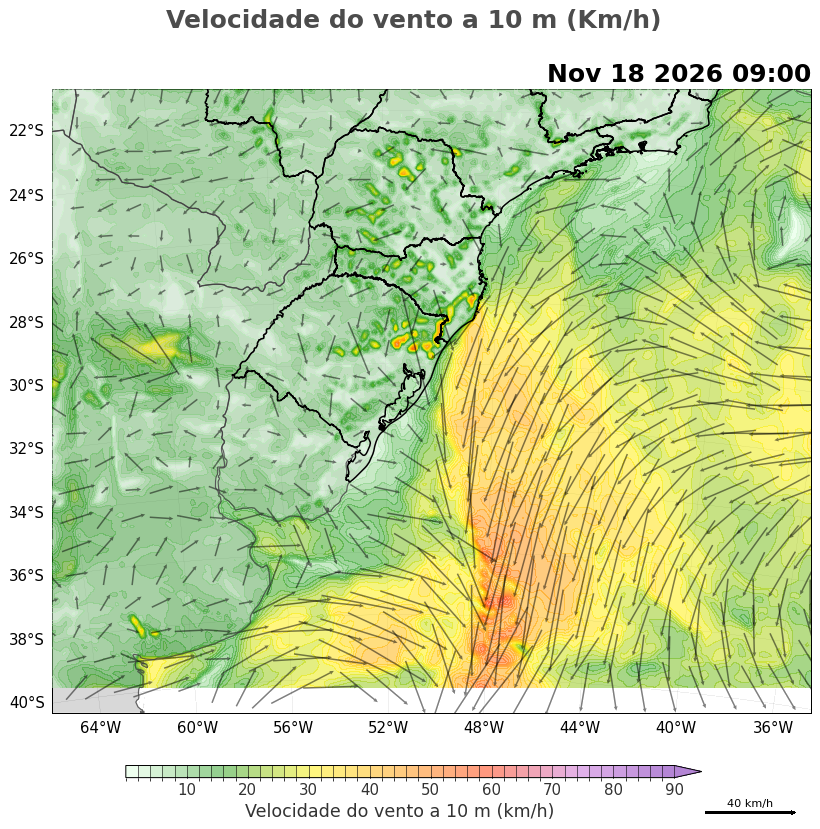 Velocidade do vento a 10 m (Km/h)
Nov 18 2026 09:00
22°S
24°S
26°S
28°S
30°S
32°S
34°S
36°S
38°S
40°S
64°W 60°W 56°W 52°W 48°W 44°W 40°W 36°W
10 20 30 40 50 60 70 80 90
Velocidade do vento a 10 m (km/h)
40 km/h